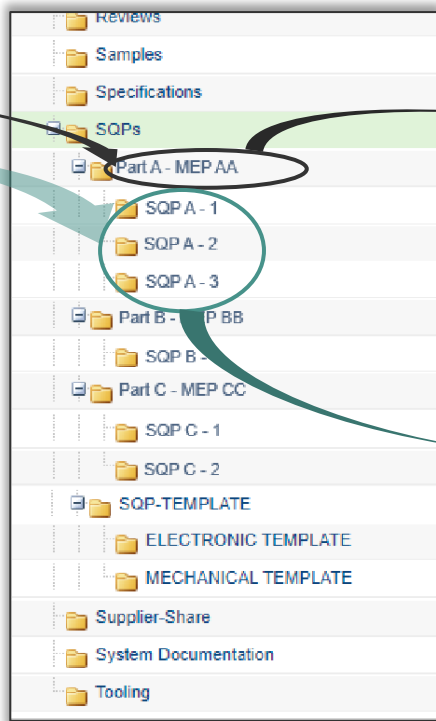 Reviews
Samples
Specifications
SQPs
Part A - MEP AA
SQP A - 1
SQP A - 2
SQP A - 3
Part B - P BB
SQP B -
Part C - MEP CC
SQP C - 1
SQP C - 2
SQP-TEMPLATE
ELECTRONIC TEMPLATE
MECHANICAL TEMPLATE
Supplier-Share
System Documentation
Tooling